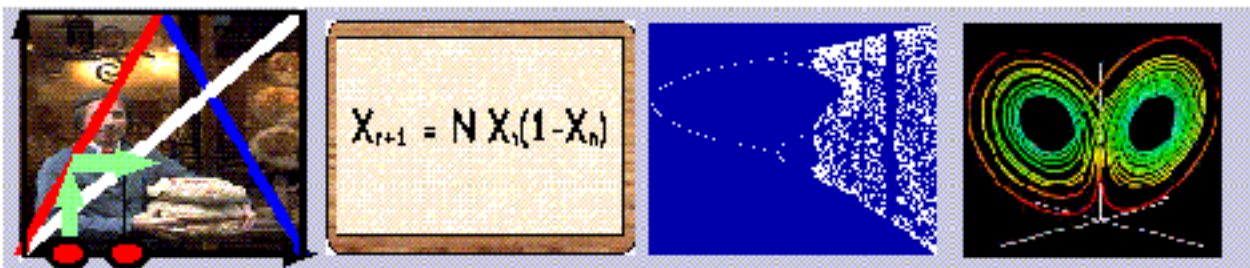 Xₙ₊₁ = N Xₙ(1-Xₙ)